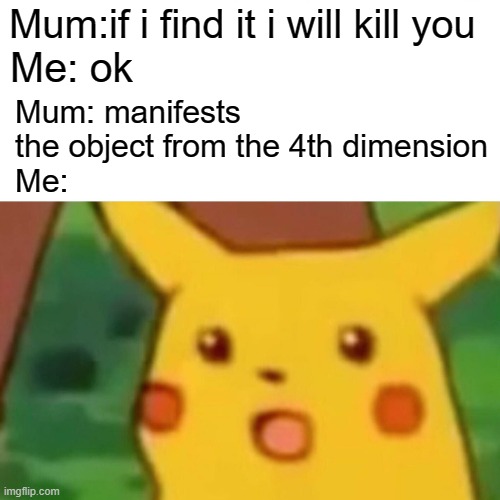 Mum:if i find it i will kill you
Me: ok
Mum: manifests
the object from the 4th dimension
Me:
imgflip.com